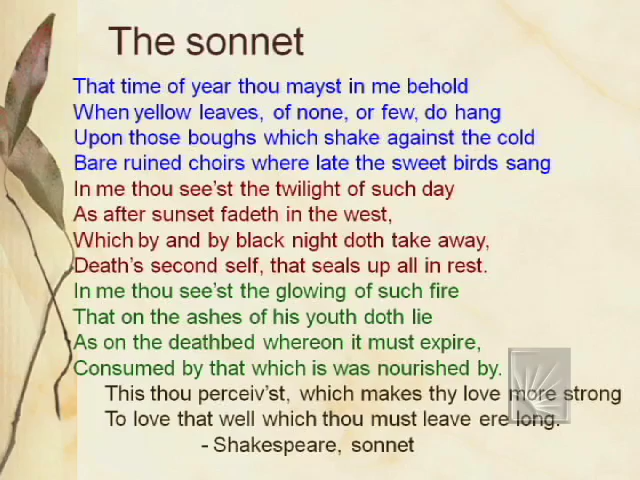 The sonnet
That time of year thou mayst in me behold
When yellow leaves, of none, or few, do hang
Upon those boughs which shake against the cold
Bare ruined choirs where late the sweet birds sang
In me thou see'st the twilight of such day
As after sunset fadeth in the west,
Which by and by black night doth take away,
Death's second self, that seals up all in rest.
In me thou see'st the glowing of such fire
That on the ashes of his youth doth lie
As on the deathbed whereon it must expire,
Consumed by that which is was nourished by.
This thou perceiv'st, which makes thy love more strong
To love that well which thou must leave ere long.
- Shakespeare, sonnet